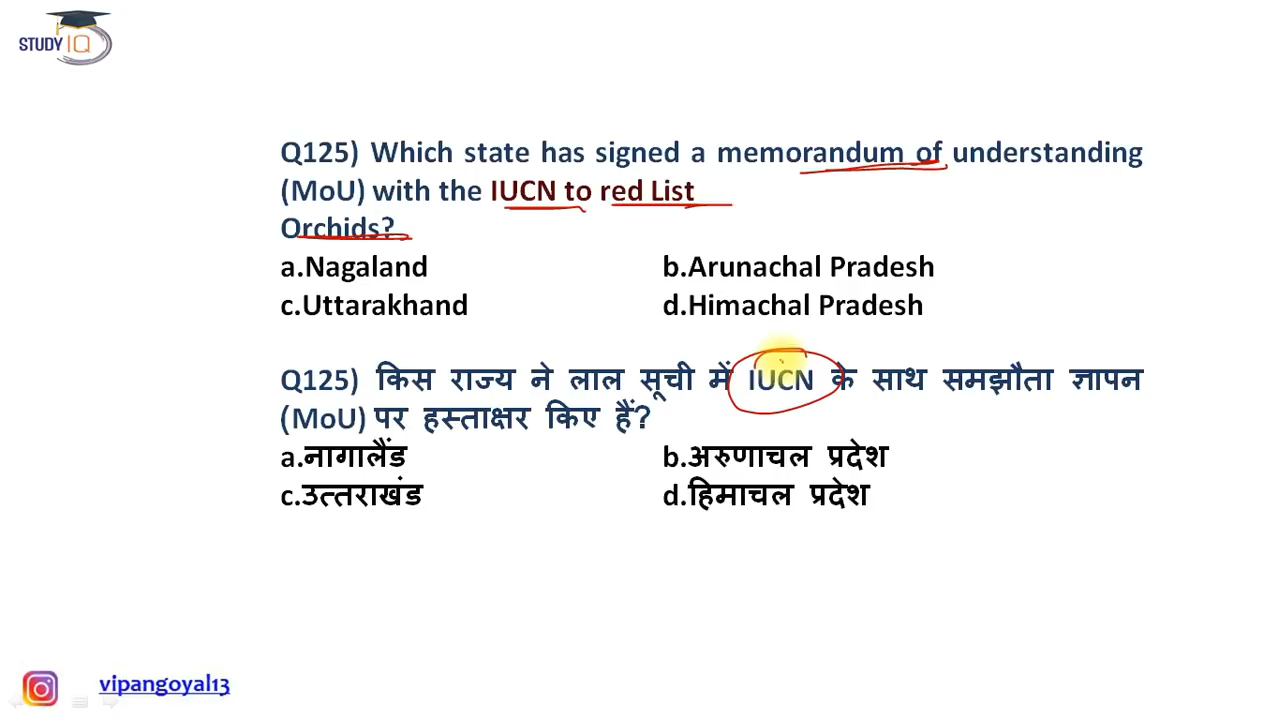 STUDY IQ
Q125) Which state has signed a memorandum of understanding
(MoU) with the IUCN to red List
Orchids?
a.Nagaland b.Arunachal Pradesh
c.Uttarakhand d.Himachal Pradesh
Q125) किस राज्य ने लाल सूची में IUCN के साथ समझौता ज्ञापन
(MoU) पर हस्ताक्षर किए हैं?
a.नागालैंड b.अरुणाचल प्रदेश
c.उत्तराखंड d.हिमाचल प्रदेश
vipangoyal13